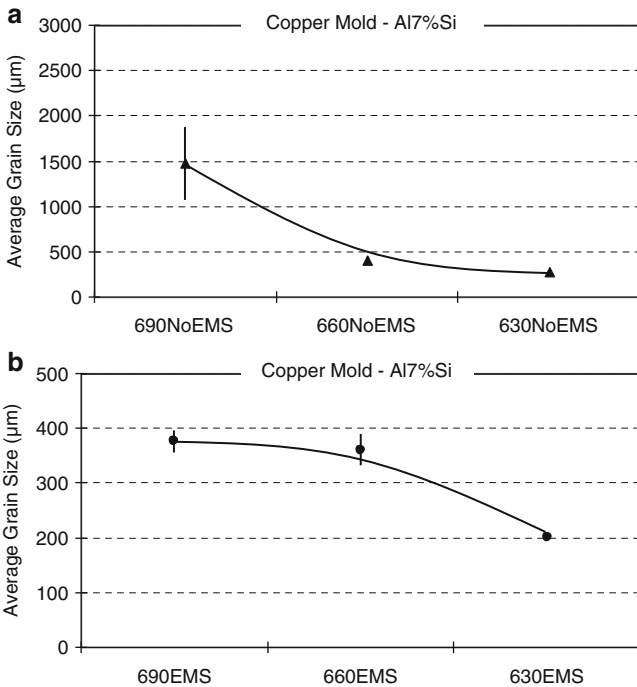 a
Copper Mold - Al7%Si
Average Grain Size (µm)
3000
2500
2000
1500
1000
500
0
690NoEMS 660NoEMS 630NoEMS
b
Copper Mold - Al7%Si
Average Grain Size (µm)
500
400
300
200
100
0
690EMS 660EMS 630EMS